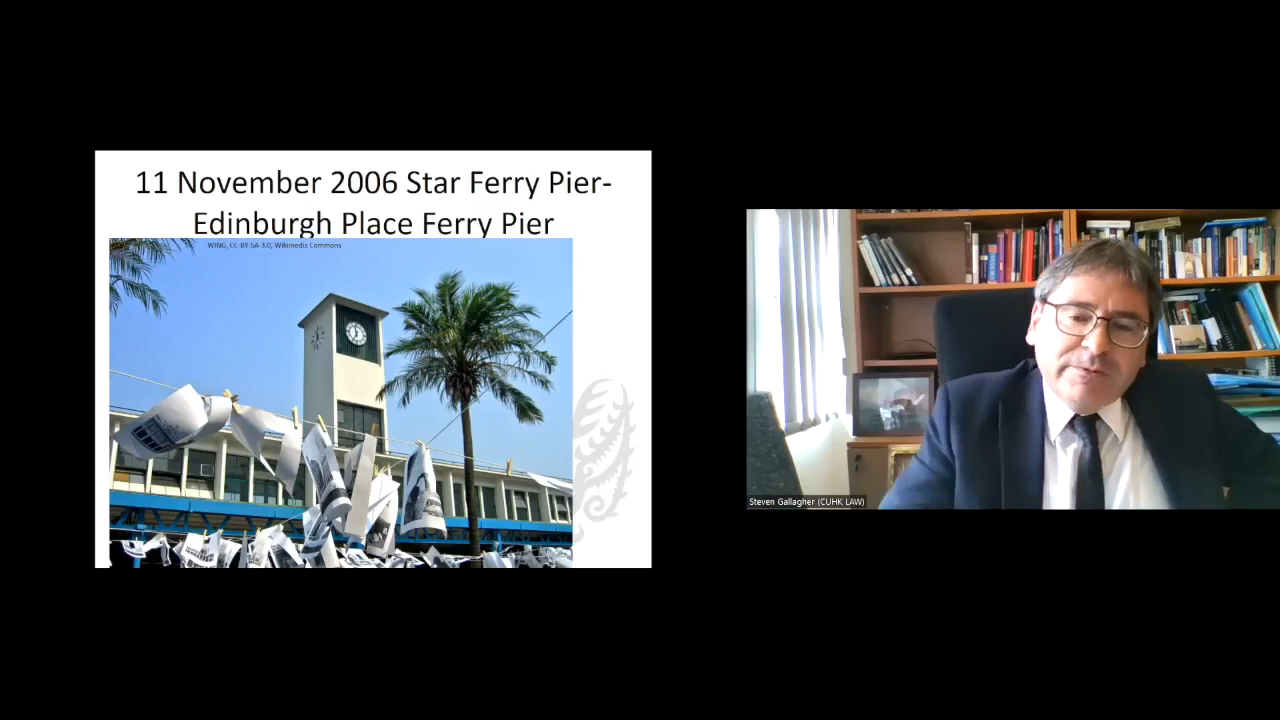 11 November 2006 Star Ferry Pier-
Edinburgh Place Ferry Pier
WING, CC-BY-SA-3.0, Wikimedia Commons
Steven Gallagher (CUHK LAW)